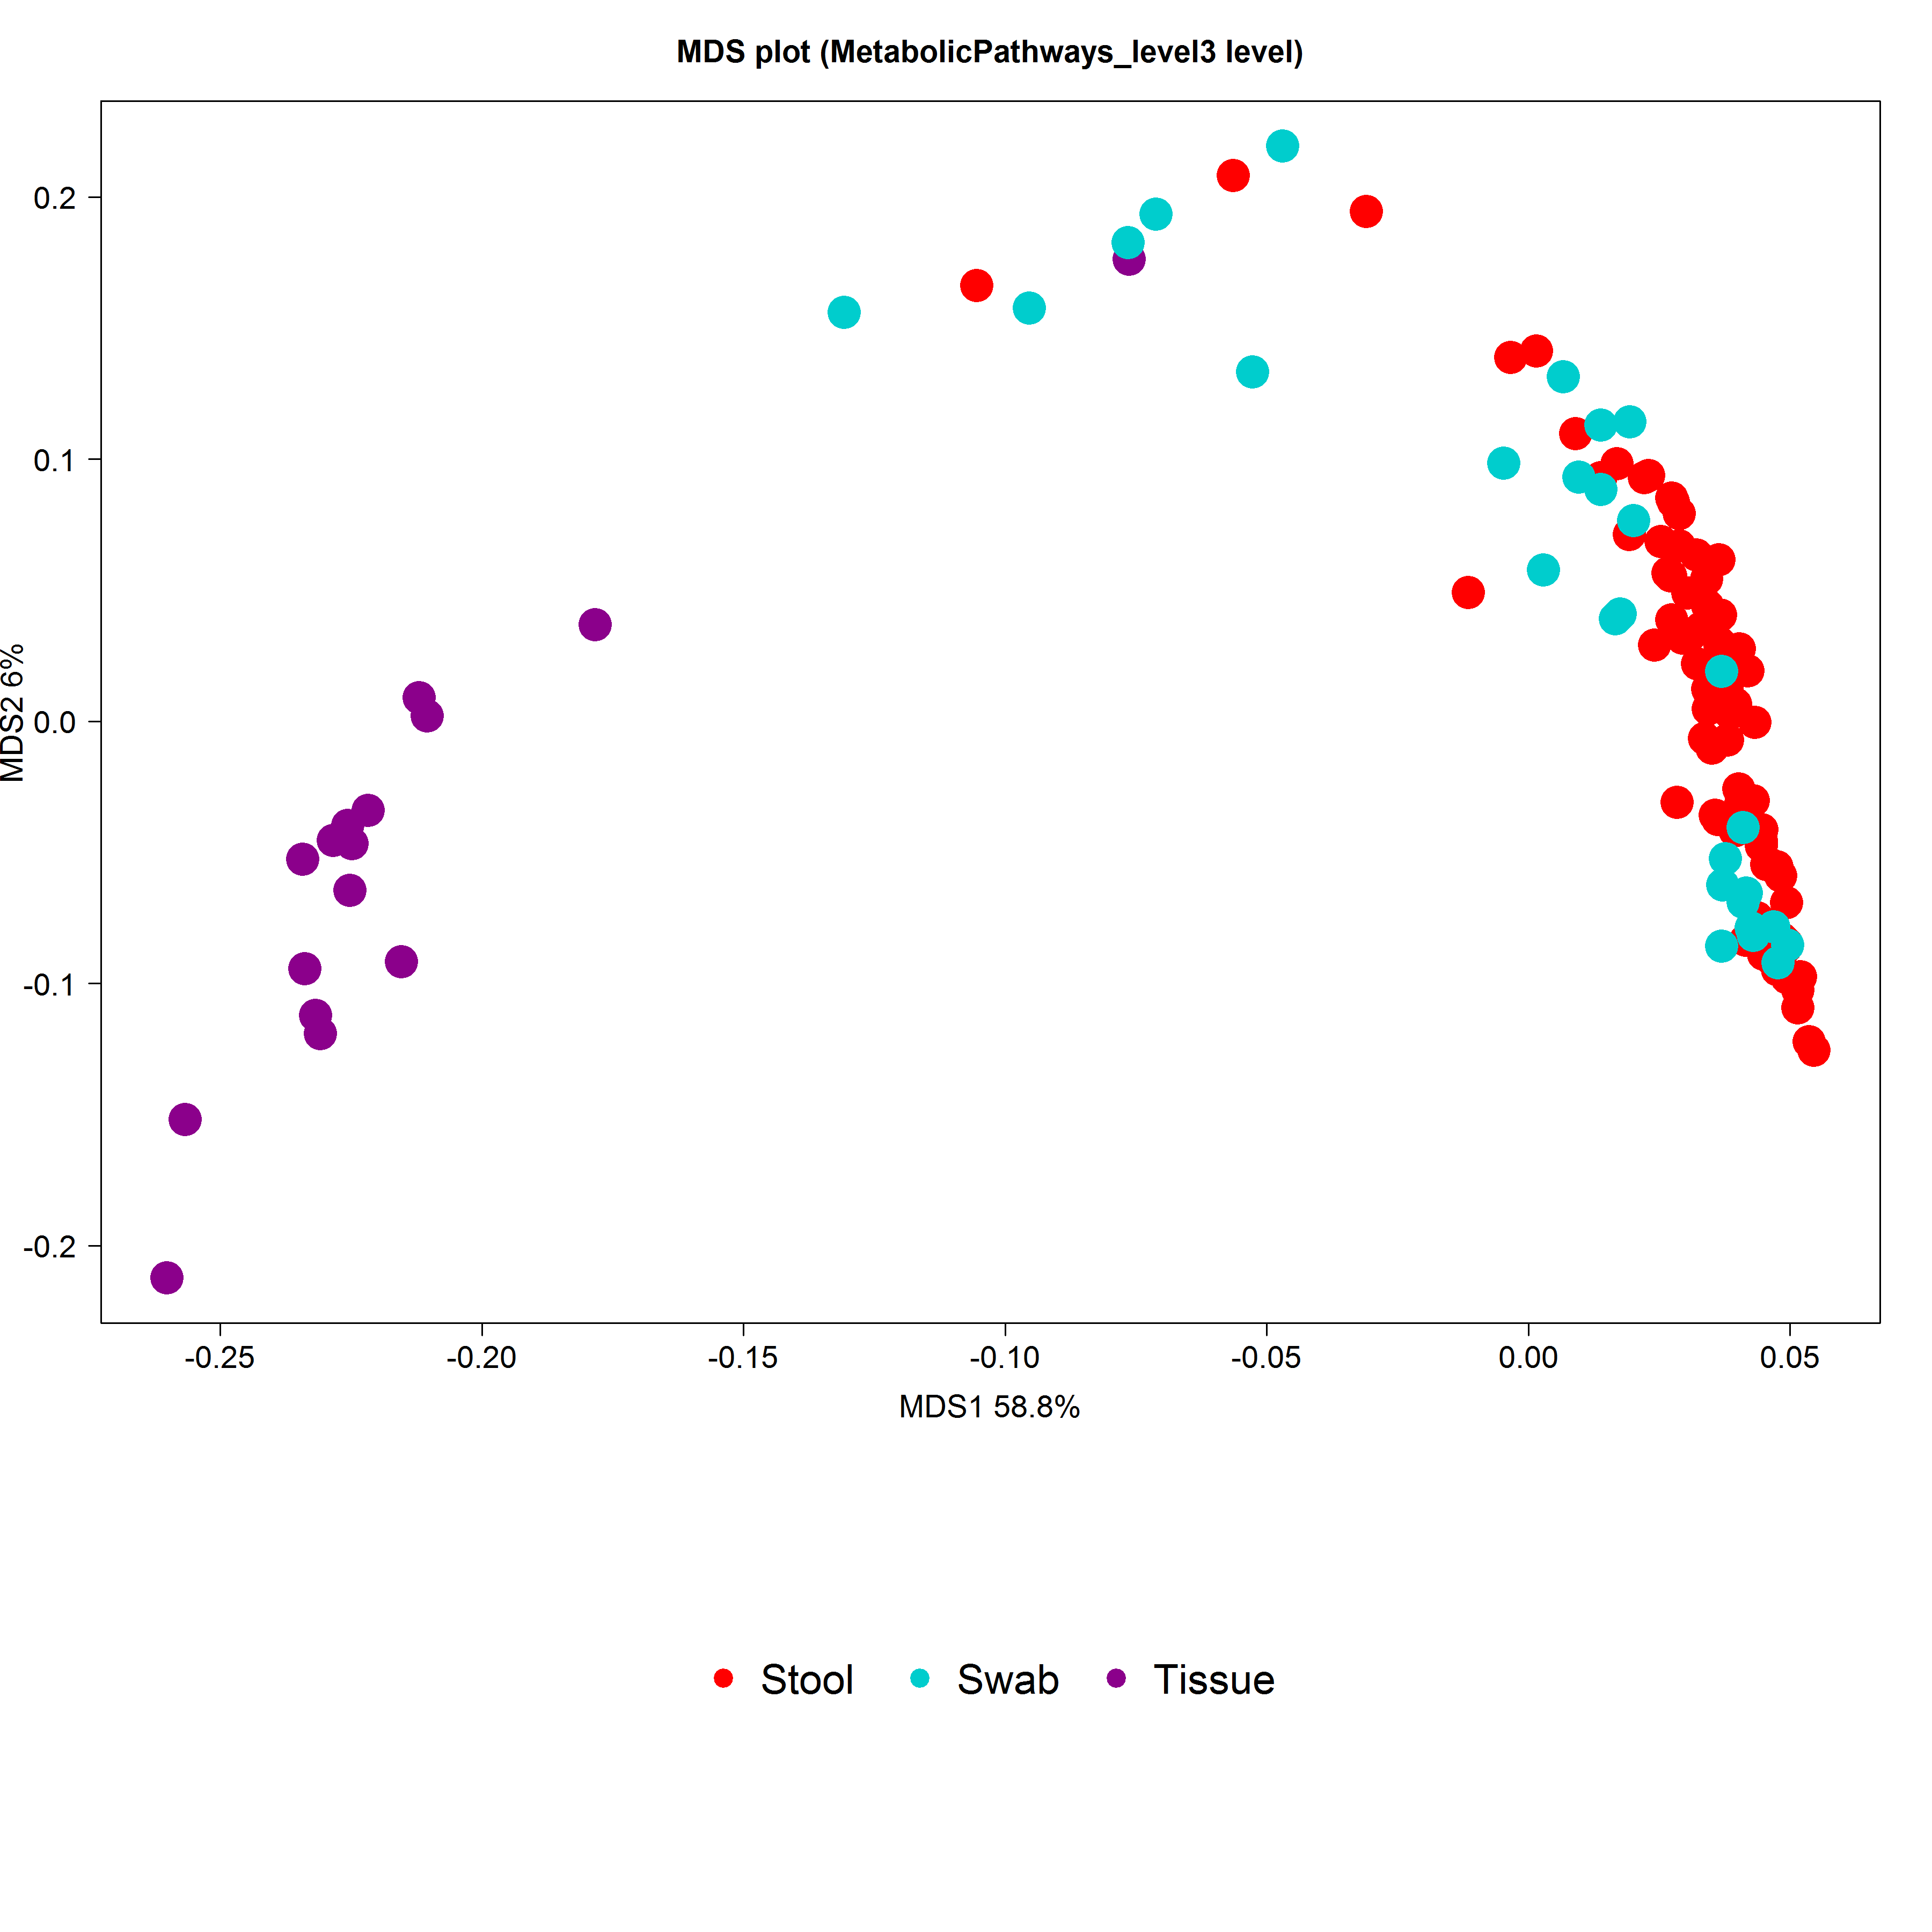 MDS plot (MetabolicPathways_level3 level)
0.2
0.1
0.0
-0.1
-0.2
MDS2 6%
-0.25 -0.20 -0.15 -0.10 -0.05 0.00 0.05
MDS1 58.8%
Stool Swab Tissue